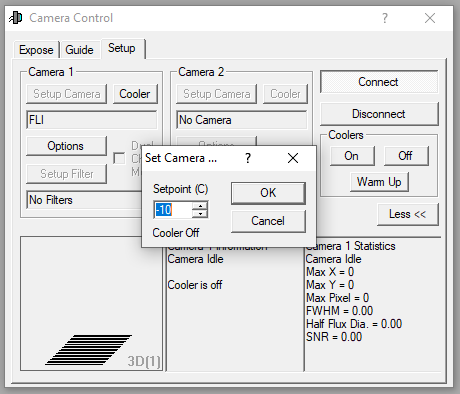 Camera Control
?
Expose
Guide
Setup
Camera 1
Setup Camera
Cooler
FLI
Options
Setup Filter
No Filters
Camera 2
Setup Camera
Cooler
No Camera
Connect
Disconnect
Coolers
On
Off
Warm Up
Less <<
Set Camera ...
?
Setpoint (C)
-10
Cooler Off
OK
Cancel
3D(1)
Camera 1 Information
Camera Idle
Cooler is off
Camera 1 Statistics
Camera Idle
Max X = 0
Max Y = 0
Max Pixel = 0
FWHM = 0.00
Half Flux Dia. = 0.00
SNR = 0.00